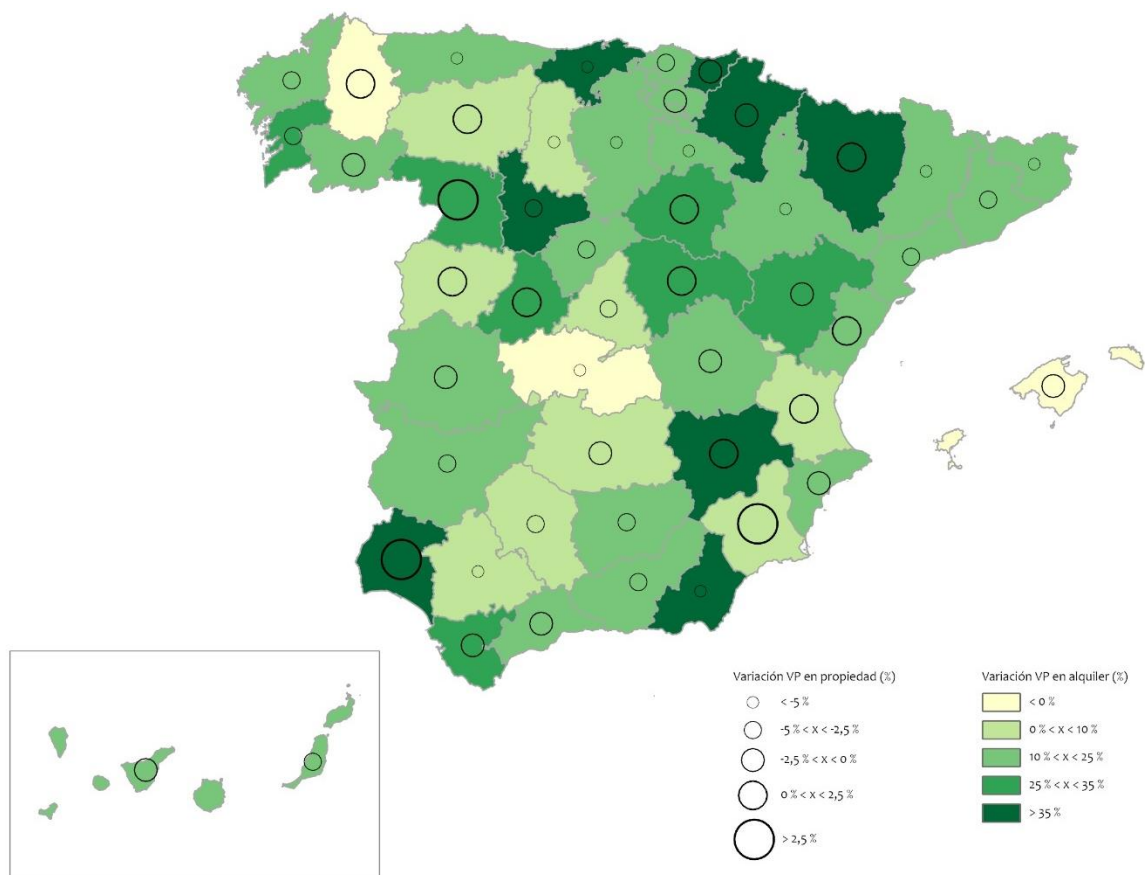 Variación VP en propiedad (%)
< -5 %
-5 % < x < -2,5 %
-2,5 % < x < 0 %
0 % < x < 2,5 %
> 2,5 %
Variación VP en alquiler (%)
< 0 %
0 % < x < 10 %
10 % < x < 25 %
25 % < x < 35 %
> 35 %